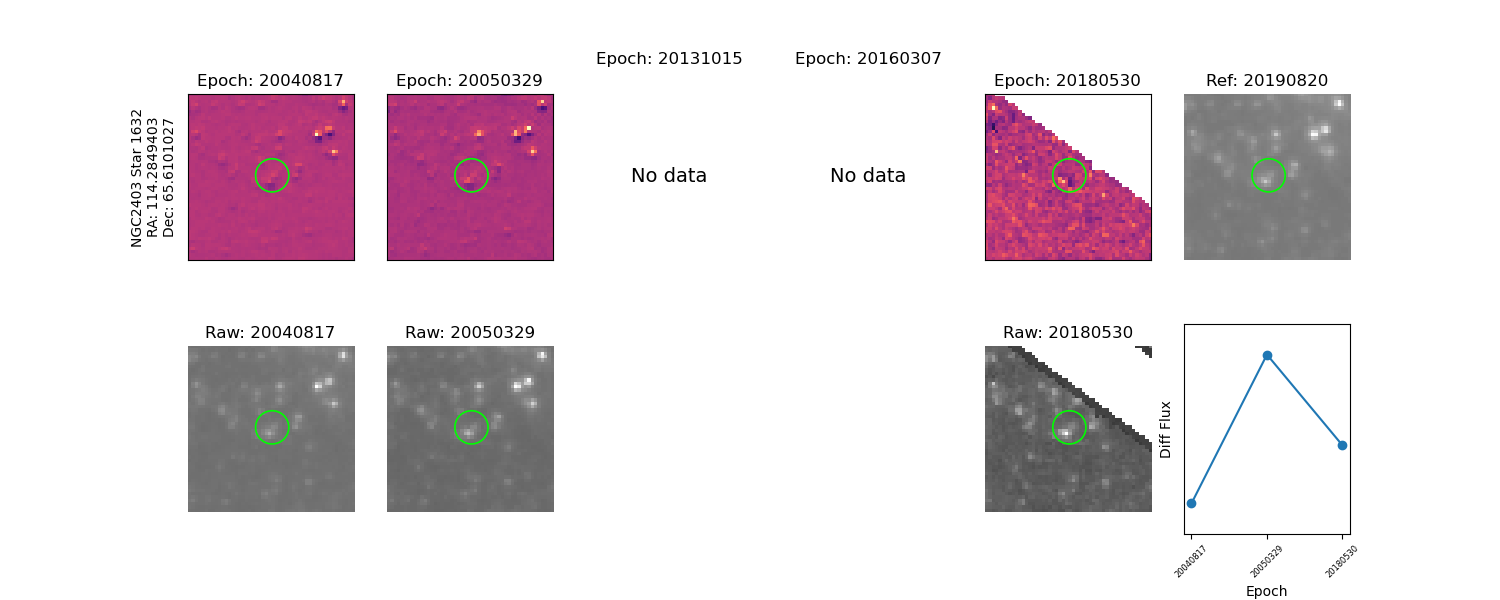 Epoch: 20131015
Epoch: 20160307
Epoch: 20040817
Epoch: 20050329
Epoch: 20180530
Ref: 20190820
NGC2403 Star 1632
RA: 114.2849403
Dec: 65.6101027
No data
No data
Raw: 20040817
Raw: 20050329
Raw: 20180530
Diff Flux
20040817
20050329
20180530
Epoch